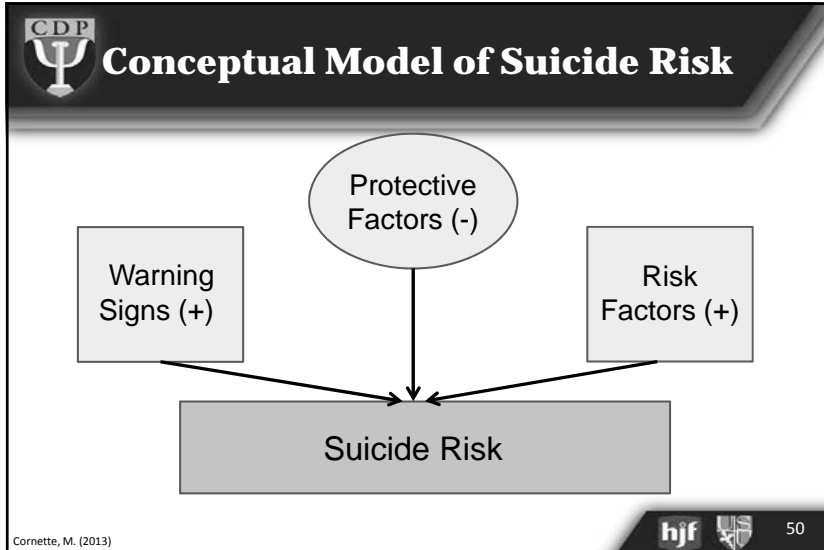 CDP
Conceptual Model of Suicide Risk
Protective
Factors (-)
Warning
Signs (+)
Risk
Factors (+)
Suicide Risk
Cornette, M. (2013)
hjf
50